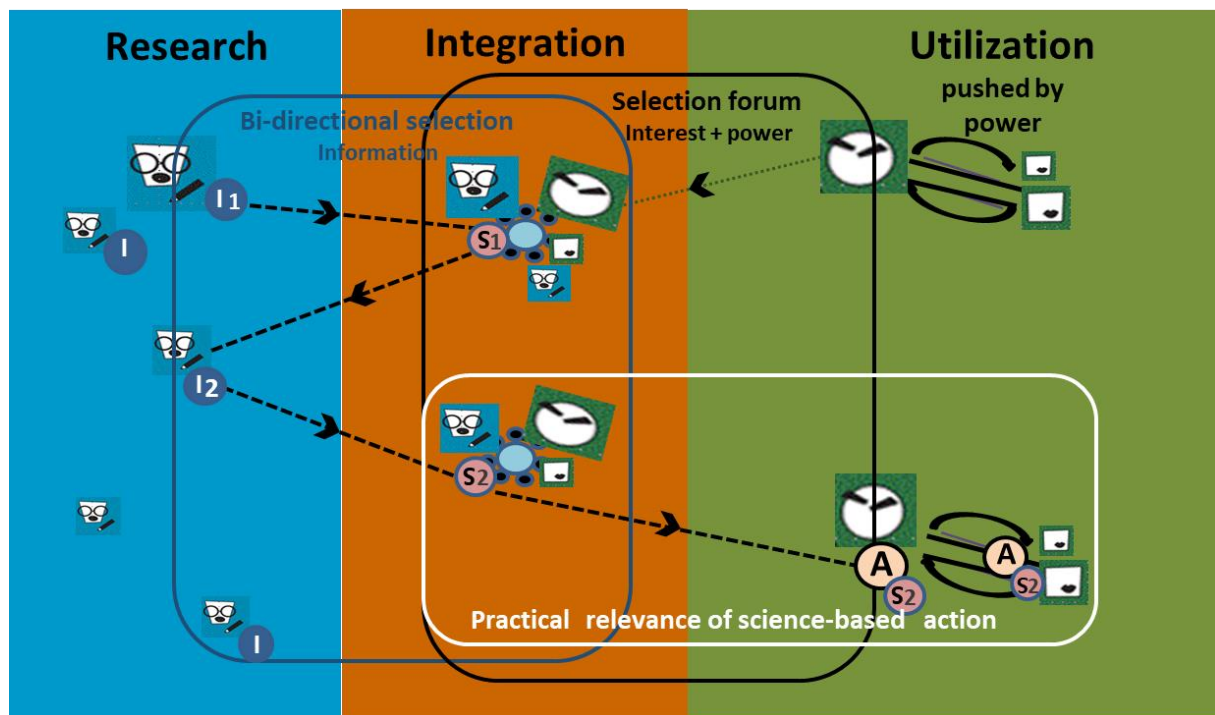 Research
Integration
Utilization
pushed by
power
Bi-directional selection
Information
Selection forum
Interest + power
I1
I
S1
I2
S2
A
S2
A
S2
I
Practical relevance of science-based action